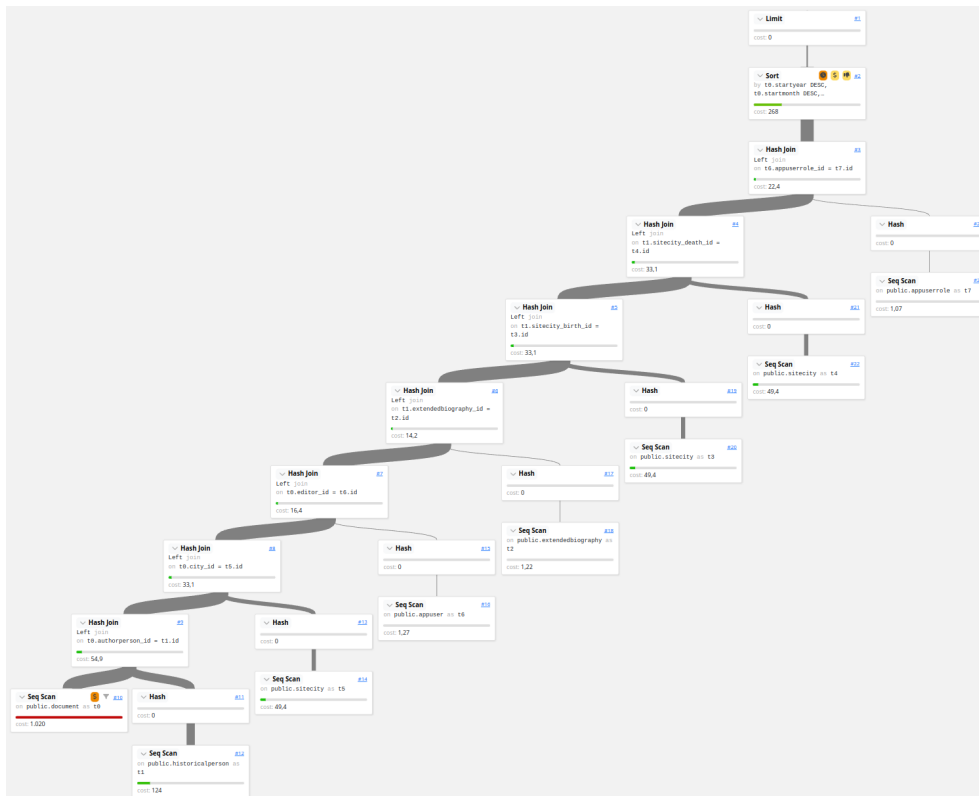 Limit #1
cost: 0
Sort #2
by t0.startyear DESC,
t0.startmonth DESC,…
cost: 268
Hash Join #3
Left join
on t6.appuserrole_id = t7.id
cost: 22,4
Hash Join #4
Left join
on t1.sitecity_death_id =
t4.id
cost: 33,1
Hash
cost: 0
Seq Scan
on public.appuserrole as t7
cost: 1,07
Hash Join #5
Left join
on t1.sitecity_birth_id =
t3.id
cost: 33,1
Hash #21
cost: 0
Seq Scan #22
on public.sitecity as t4
cost: 49,4
Hash Join #6
Left join
on t1.extendedbiography_id =
t2.id
cost: 14,2
Hash #19
cost: 0
Seq Scan #20
on public.sitecity as t3
cost: 49,4
Hash Join #7
Left join
on t0.editor_id = t6.id
cost: 16,4
Hash #17
cost: 0
Seq Scan #18
on public.extendedbiography as
t2
cost: 1,22
Hash Join #8
Left join
on t0.city_id = t5.id
cost: 33,1
Hash #15
cost: 0
Seq Scan #16
on public.appuser as t6
cost: 1,27
Hash Join #9
Left join
on t0.authorperson_id = t1.id
cost: 54,9
Hash #13
cost: 0
Seq Scan #14
on public.sitecity as t5
cost: 49,4
Seq Scan #10
on public.document as t0
cost: 1.020
Hash #11
cost: 0
Seq Scan #12
on public.historicalperson as
t1
cost: 124